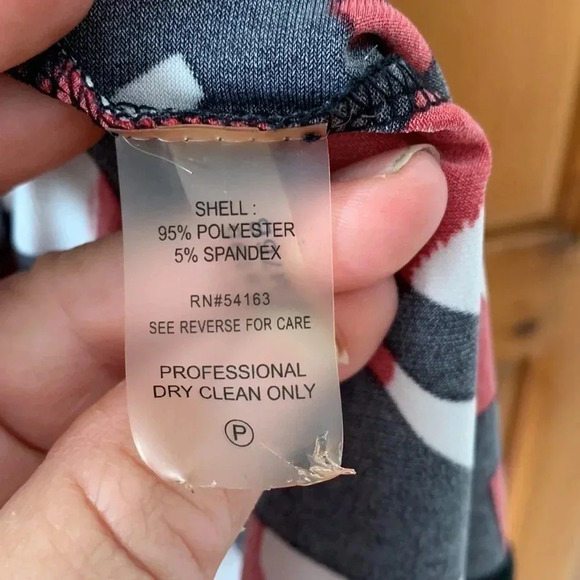 SHELL :
95% POLYESTER
5% SPANDEX
RN#54163
SEE REVERSE FOR CARE
PROFESSIONAL
DRY CLEAN ONLY
P